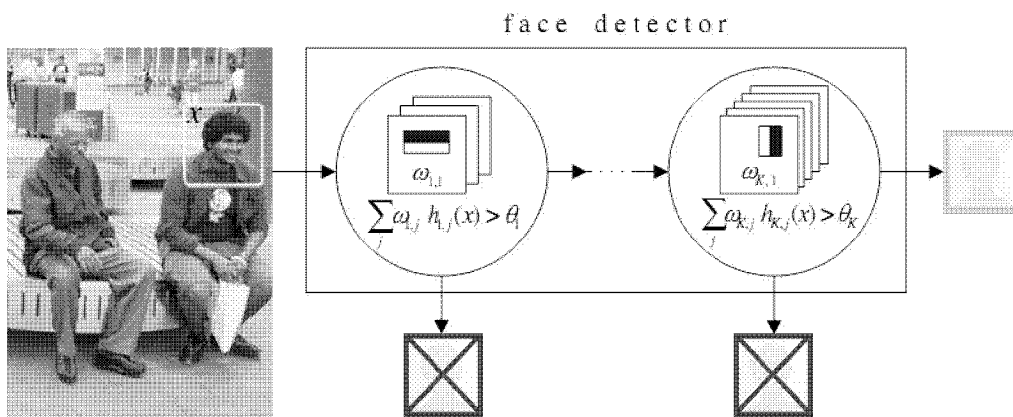 face detector
x
ω1,1
∑j ω1,j h1,j(x) > θ1
· · · · ·
ωK,1
∑j ωK,j hK,j(x) > θK